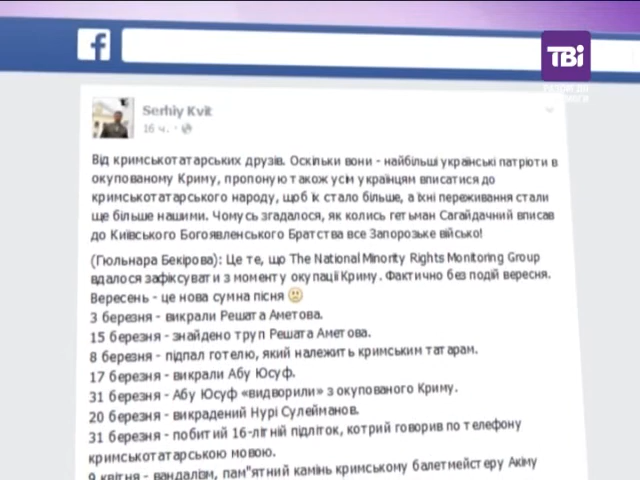 ТВі
Serhiy Kvit
16 ч. ·
Від кримськотатарських друзів. Оскільки вони - найбільші українські патріоти в
окупованому Криму, пропоную також усім українцям вписатися до
кримськотатарського народу, щоб їх стало більше, а їхні переживання стали
ще більше нашими. Чомусь згадалося, як колись гетьман Сагайдачний вписав
до Київського Богоявленського Братства все Запорозьке військо!
(Гюльнара Бекірова): Це те, що The National Minority Rights Monitoring Group
вдалося зафіксувати з моменту окупації Криму. Фактично без подій вересня.
Вересень - це нова сумна пісня
3 березня - викрали Решата Аметова.
15 березня - знайдено труп Решата Аметова.
8 березня - підпал готелю, який належить кримським татарам.
17 березня - викрали Абу Юсуф.
31 березня - Абу Юсуф «видворили» з окупованого Криму.
20 березня - викрадений Нурі Сулейманов.
31 березня - побитий 16-літній підліток, котрий говорив по телефону
кримськотатарською мовою.
9 квітня - вандалізм, пам"ятний камінь кримському балетмейстеру Акіму